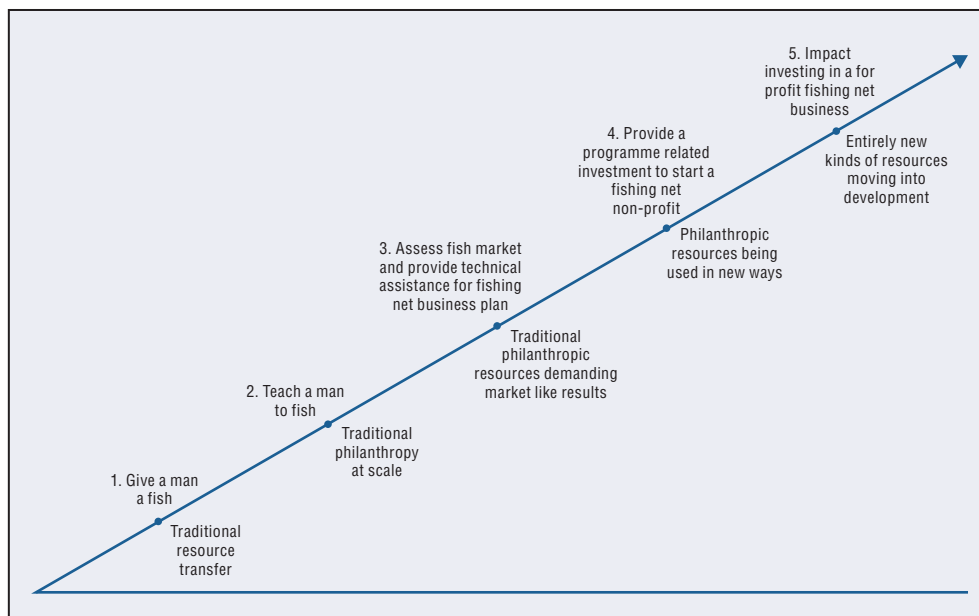 5. Impact
investing in a for
profit fishing net
business
Entirely new
kinds of resources
moving into
development
4. Provide a
programme related
investment to start a
fishing net
non-profit
Philanthropic
resources being
used in new ways
3. Assess fish market
and provide technical
assistance for fishing
net business plan
Traditional
philanthropic
resources demanding
market like results
2. Teach a man
to fish
Traditional
philanthropy
at scale
1. Give a man
a fish
Traditional
resource
transfer